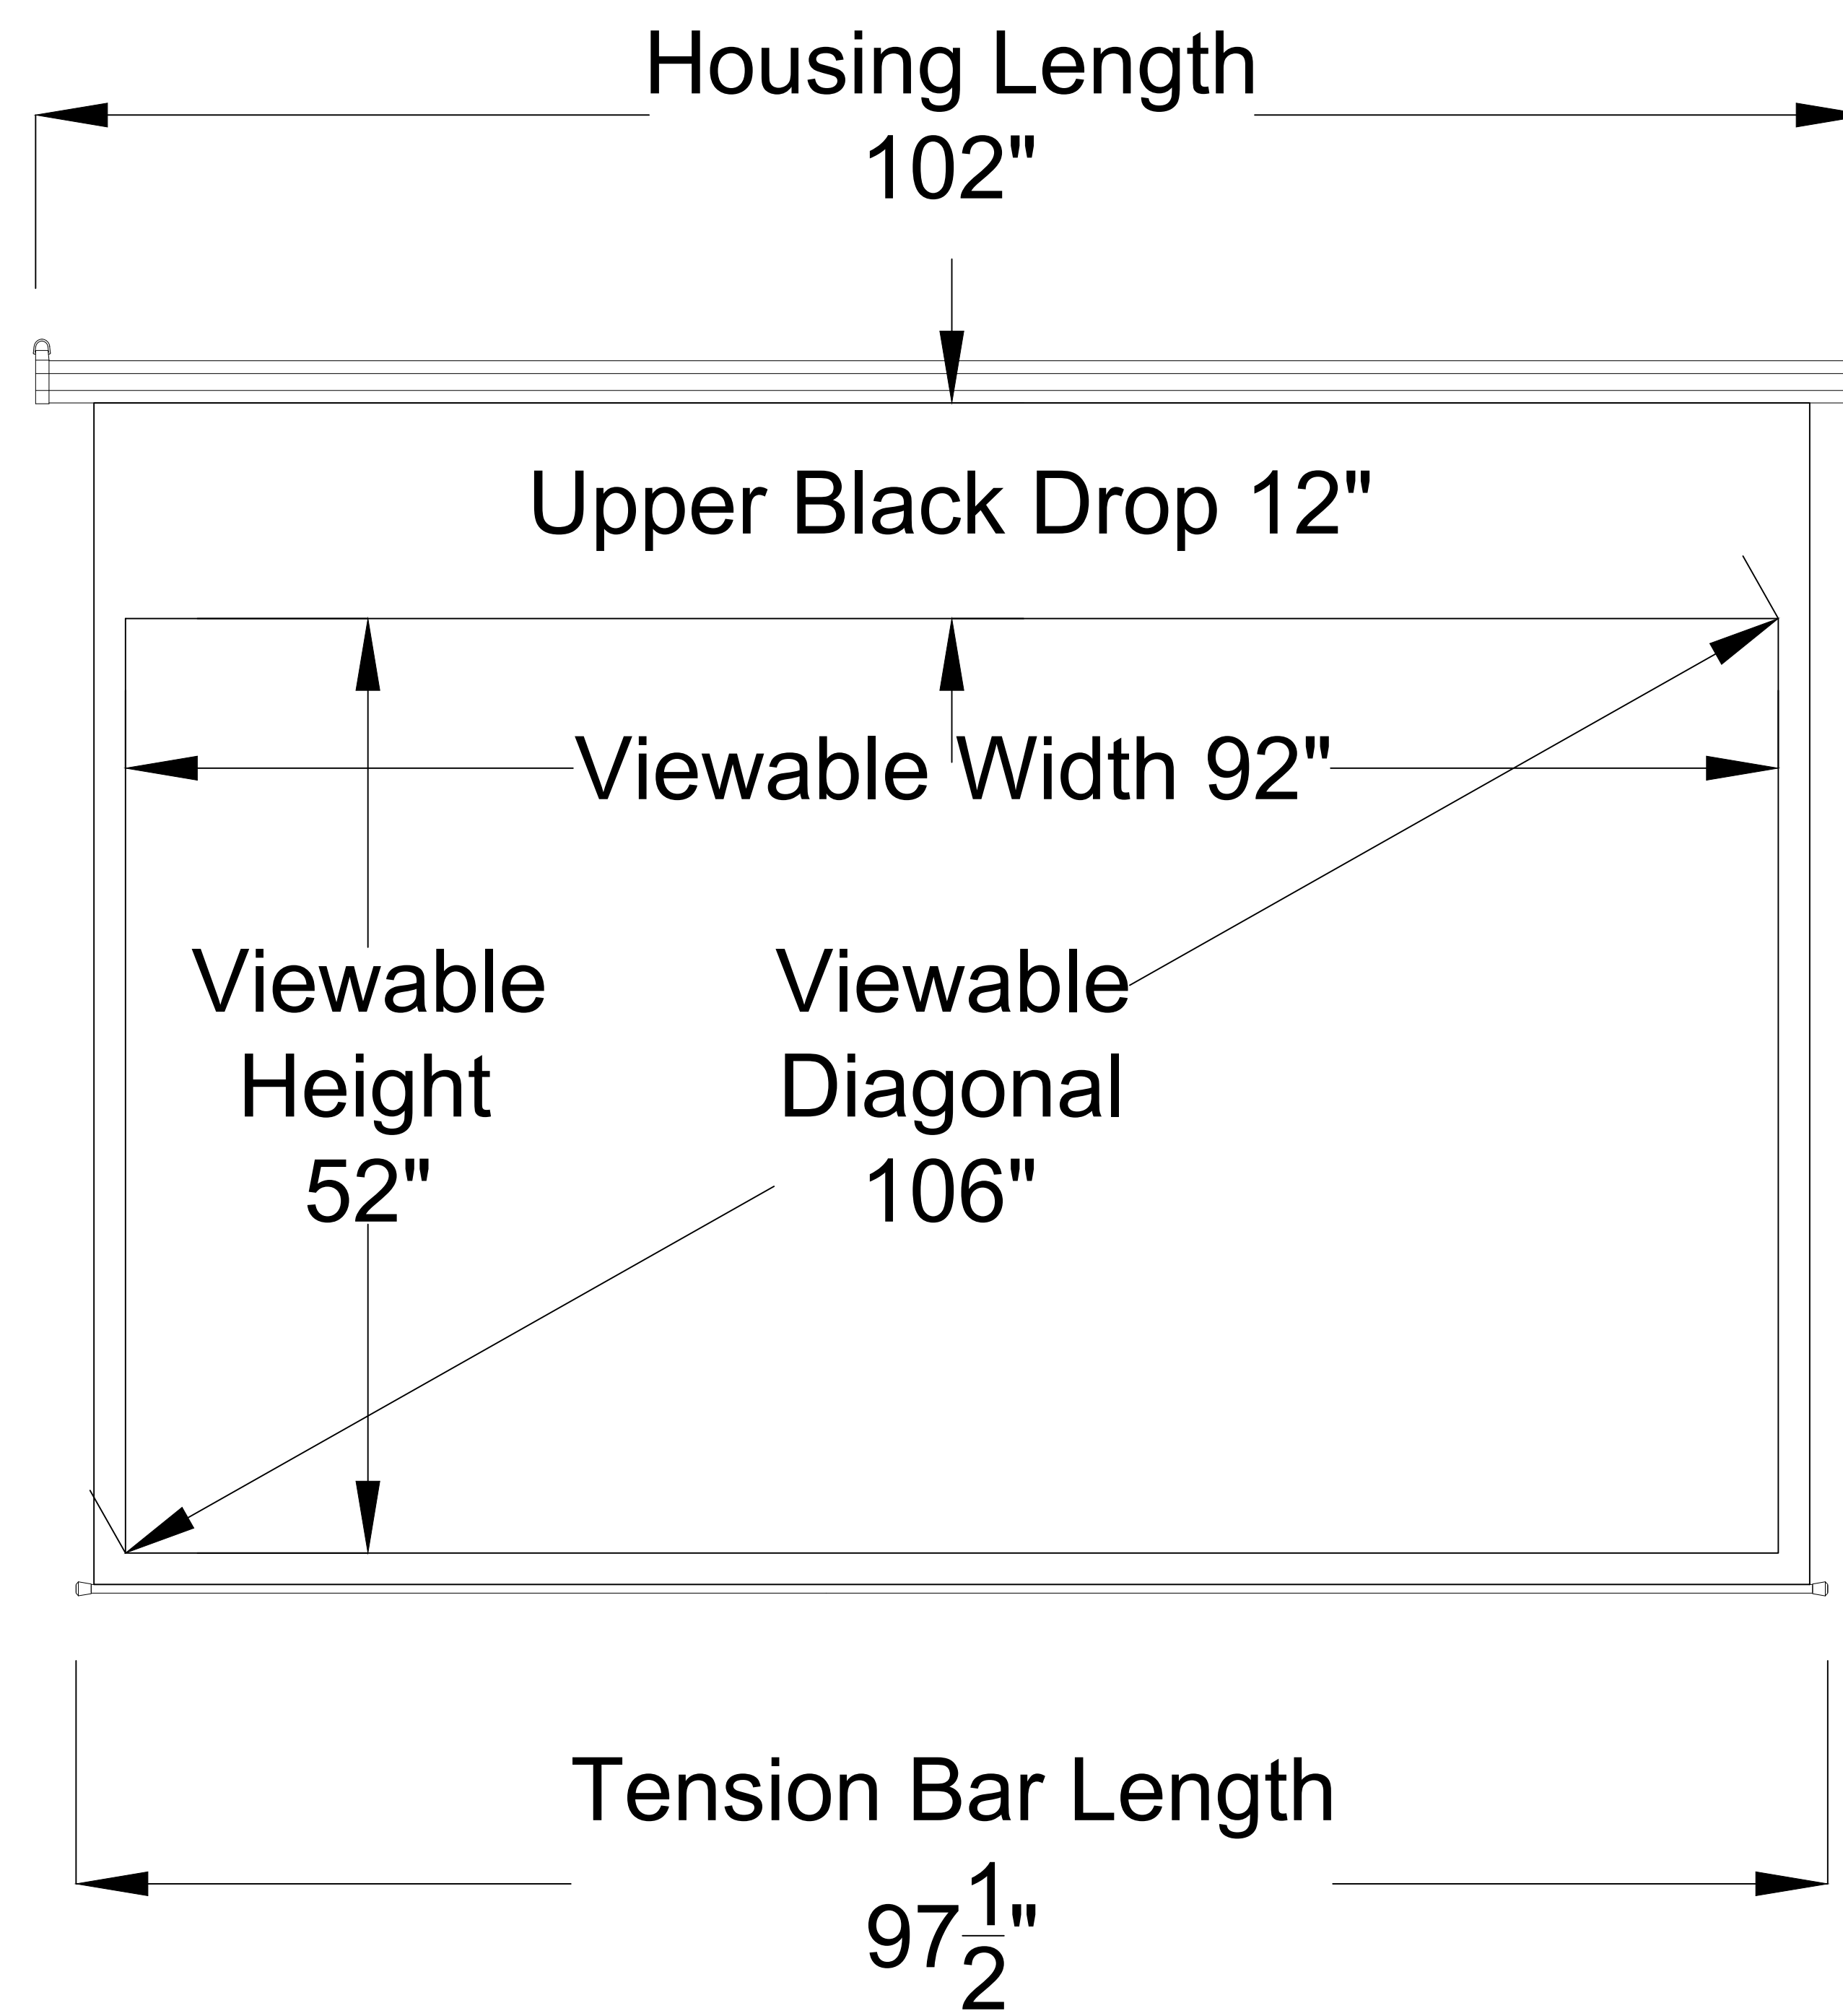 Housing Length
102"
Upper Black Drop 12"
Viewable Width 92"
Viewable
Height
52"
Viewable
Diagonal
106"
Tension Bar Length
97 1/2"